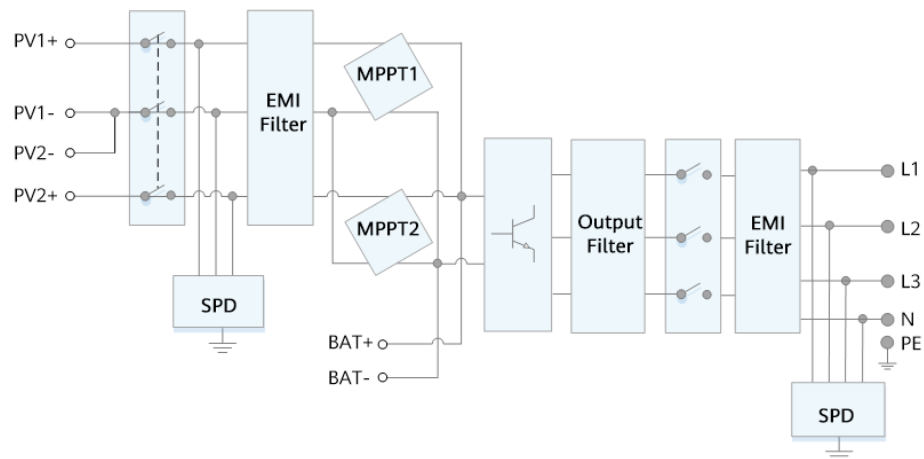 PV1+
PV1-
PV2-
PV2+
EMI
Filter
MPPT1
MPPT2
SPD
BAT+
BAT-
Output
Filter
EMI
Filter
L1
L2
L3
N
PE
SPD